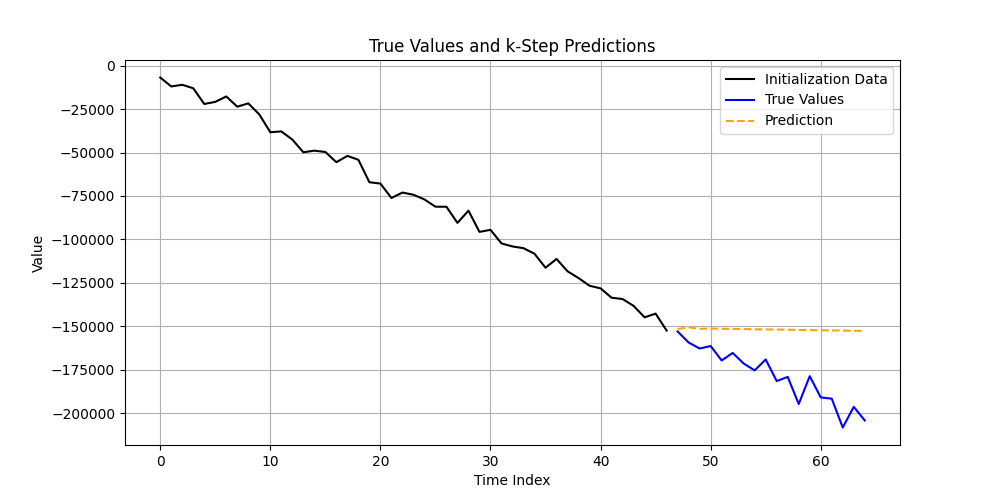 True Values and k-Step Predictions
Initialization Data
True Values
Prediction
Value
0
−25000
−50000
−75000
−100000
−125000
−150000
−175000
−200000
0 10 20 30 40 50 60
Time Index